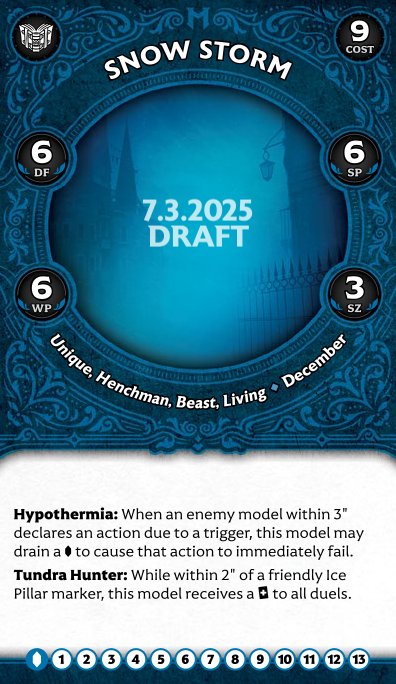 SNOW STORM
9
COST
6
DF
6
SP
7.3.2025
DRAFT
6
WP
3
SZ
Unique, Henchman, Beast, Living ⬧ December
Hypothermia: When an enemy model within 3"
declares an action due to a trigger, this model may
drain a ⬧ to cause that action to immediately fail.
Tundra Hunter: While within 2" of a friendly Ice
Pillar marker, this model receives a 🂠 to all duels.
1 2 3 4 5 6 7 8 9 10 11 12 13